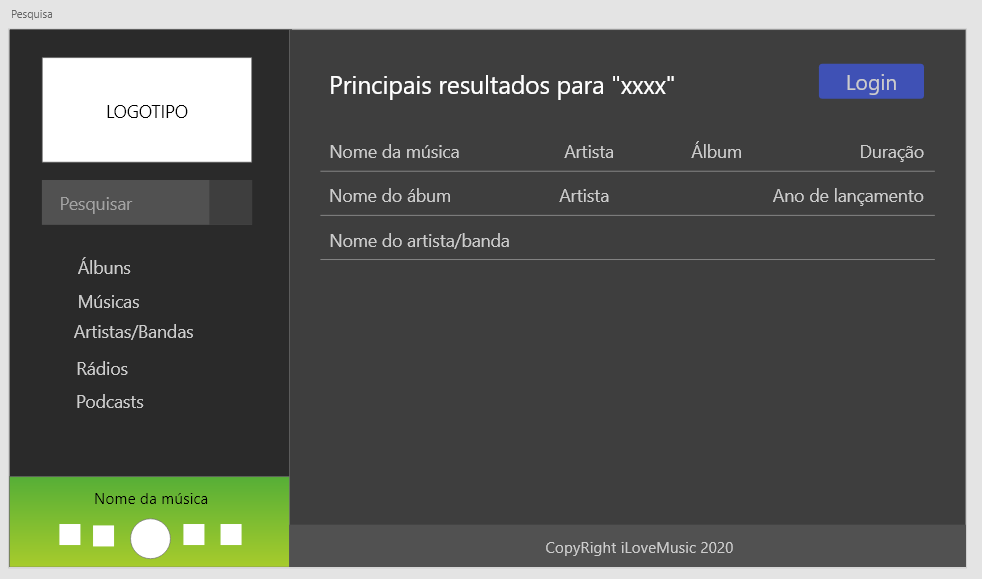 Pesquisa
LOGOTIPO
Pesquisar
Álbuns
Músicas
Artistas/Bandas
Rádios
Podcasts
Nome da música
Principais resultados para "xxxx"
Login
Nome da música Artista Álbum Duração
Nome do ábum Artista Ano de lançamento
Nome do artista/banda
CopyRight iLoveMusic 2020